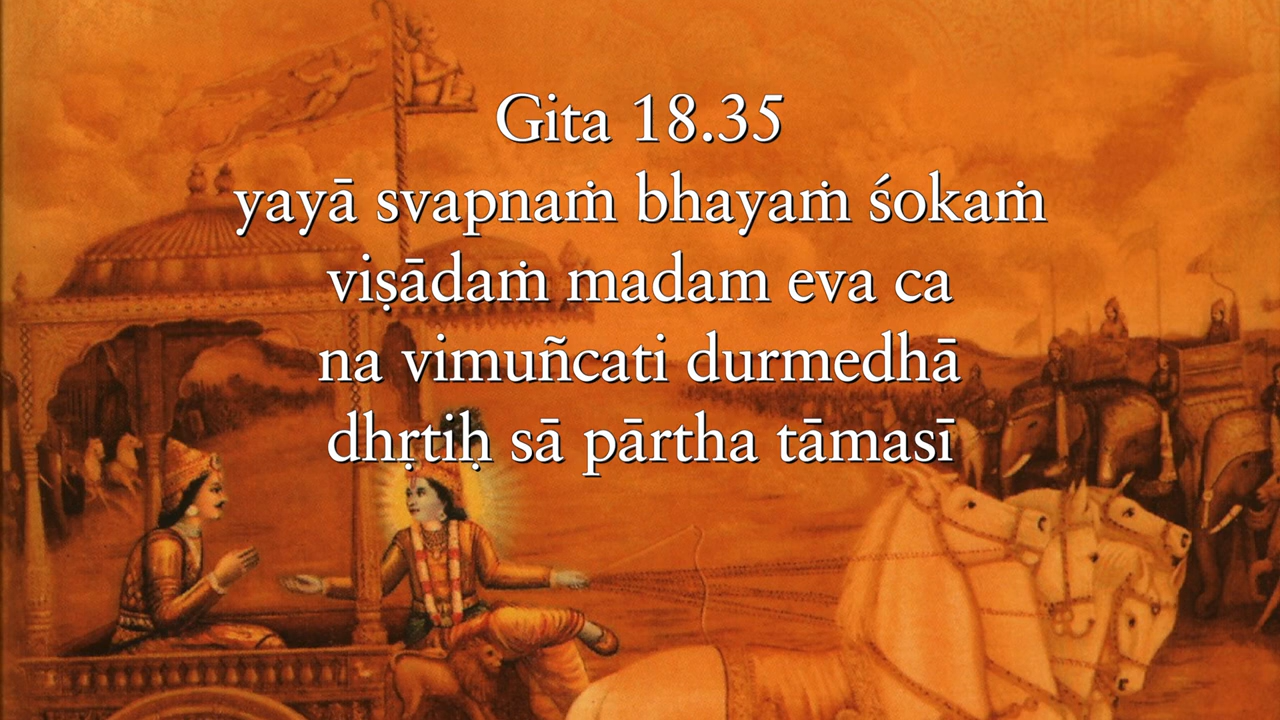 Gita 18.35
yayā svapnaṁ bhayaṁ śokaṁ
viṣādaṁ madam eva ca
na vimuñcati durmedhā
dhṛtiḥ sā pārtha tāmasī